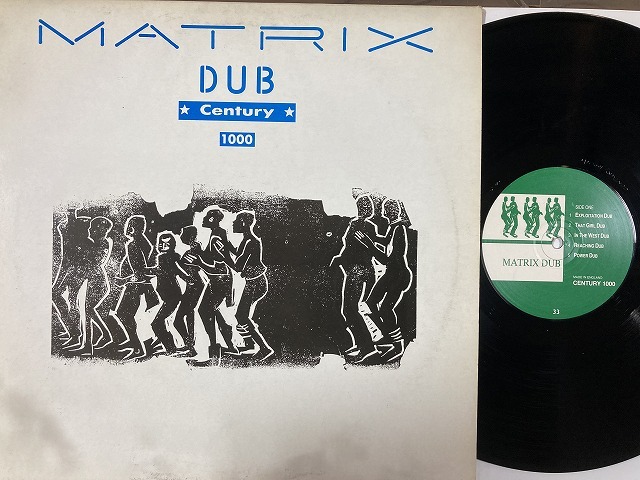 MATRIX
DUB
★ Century ★
1000
SIDE ONE
1 EXPLOITATION DUB
2 THAT GIRL DUB
3 IN THE WEST DUB
4 REACHING DUB
5 POWER DUB
MATRIX DUB
MADE IN ENGLAND
CENTURY 1000
33